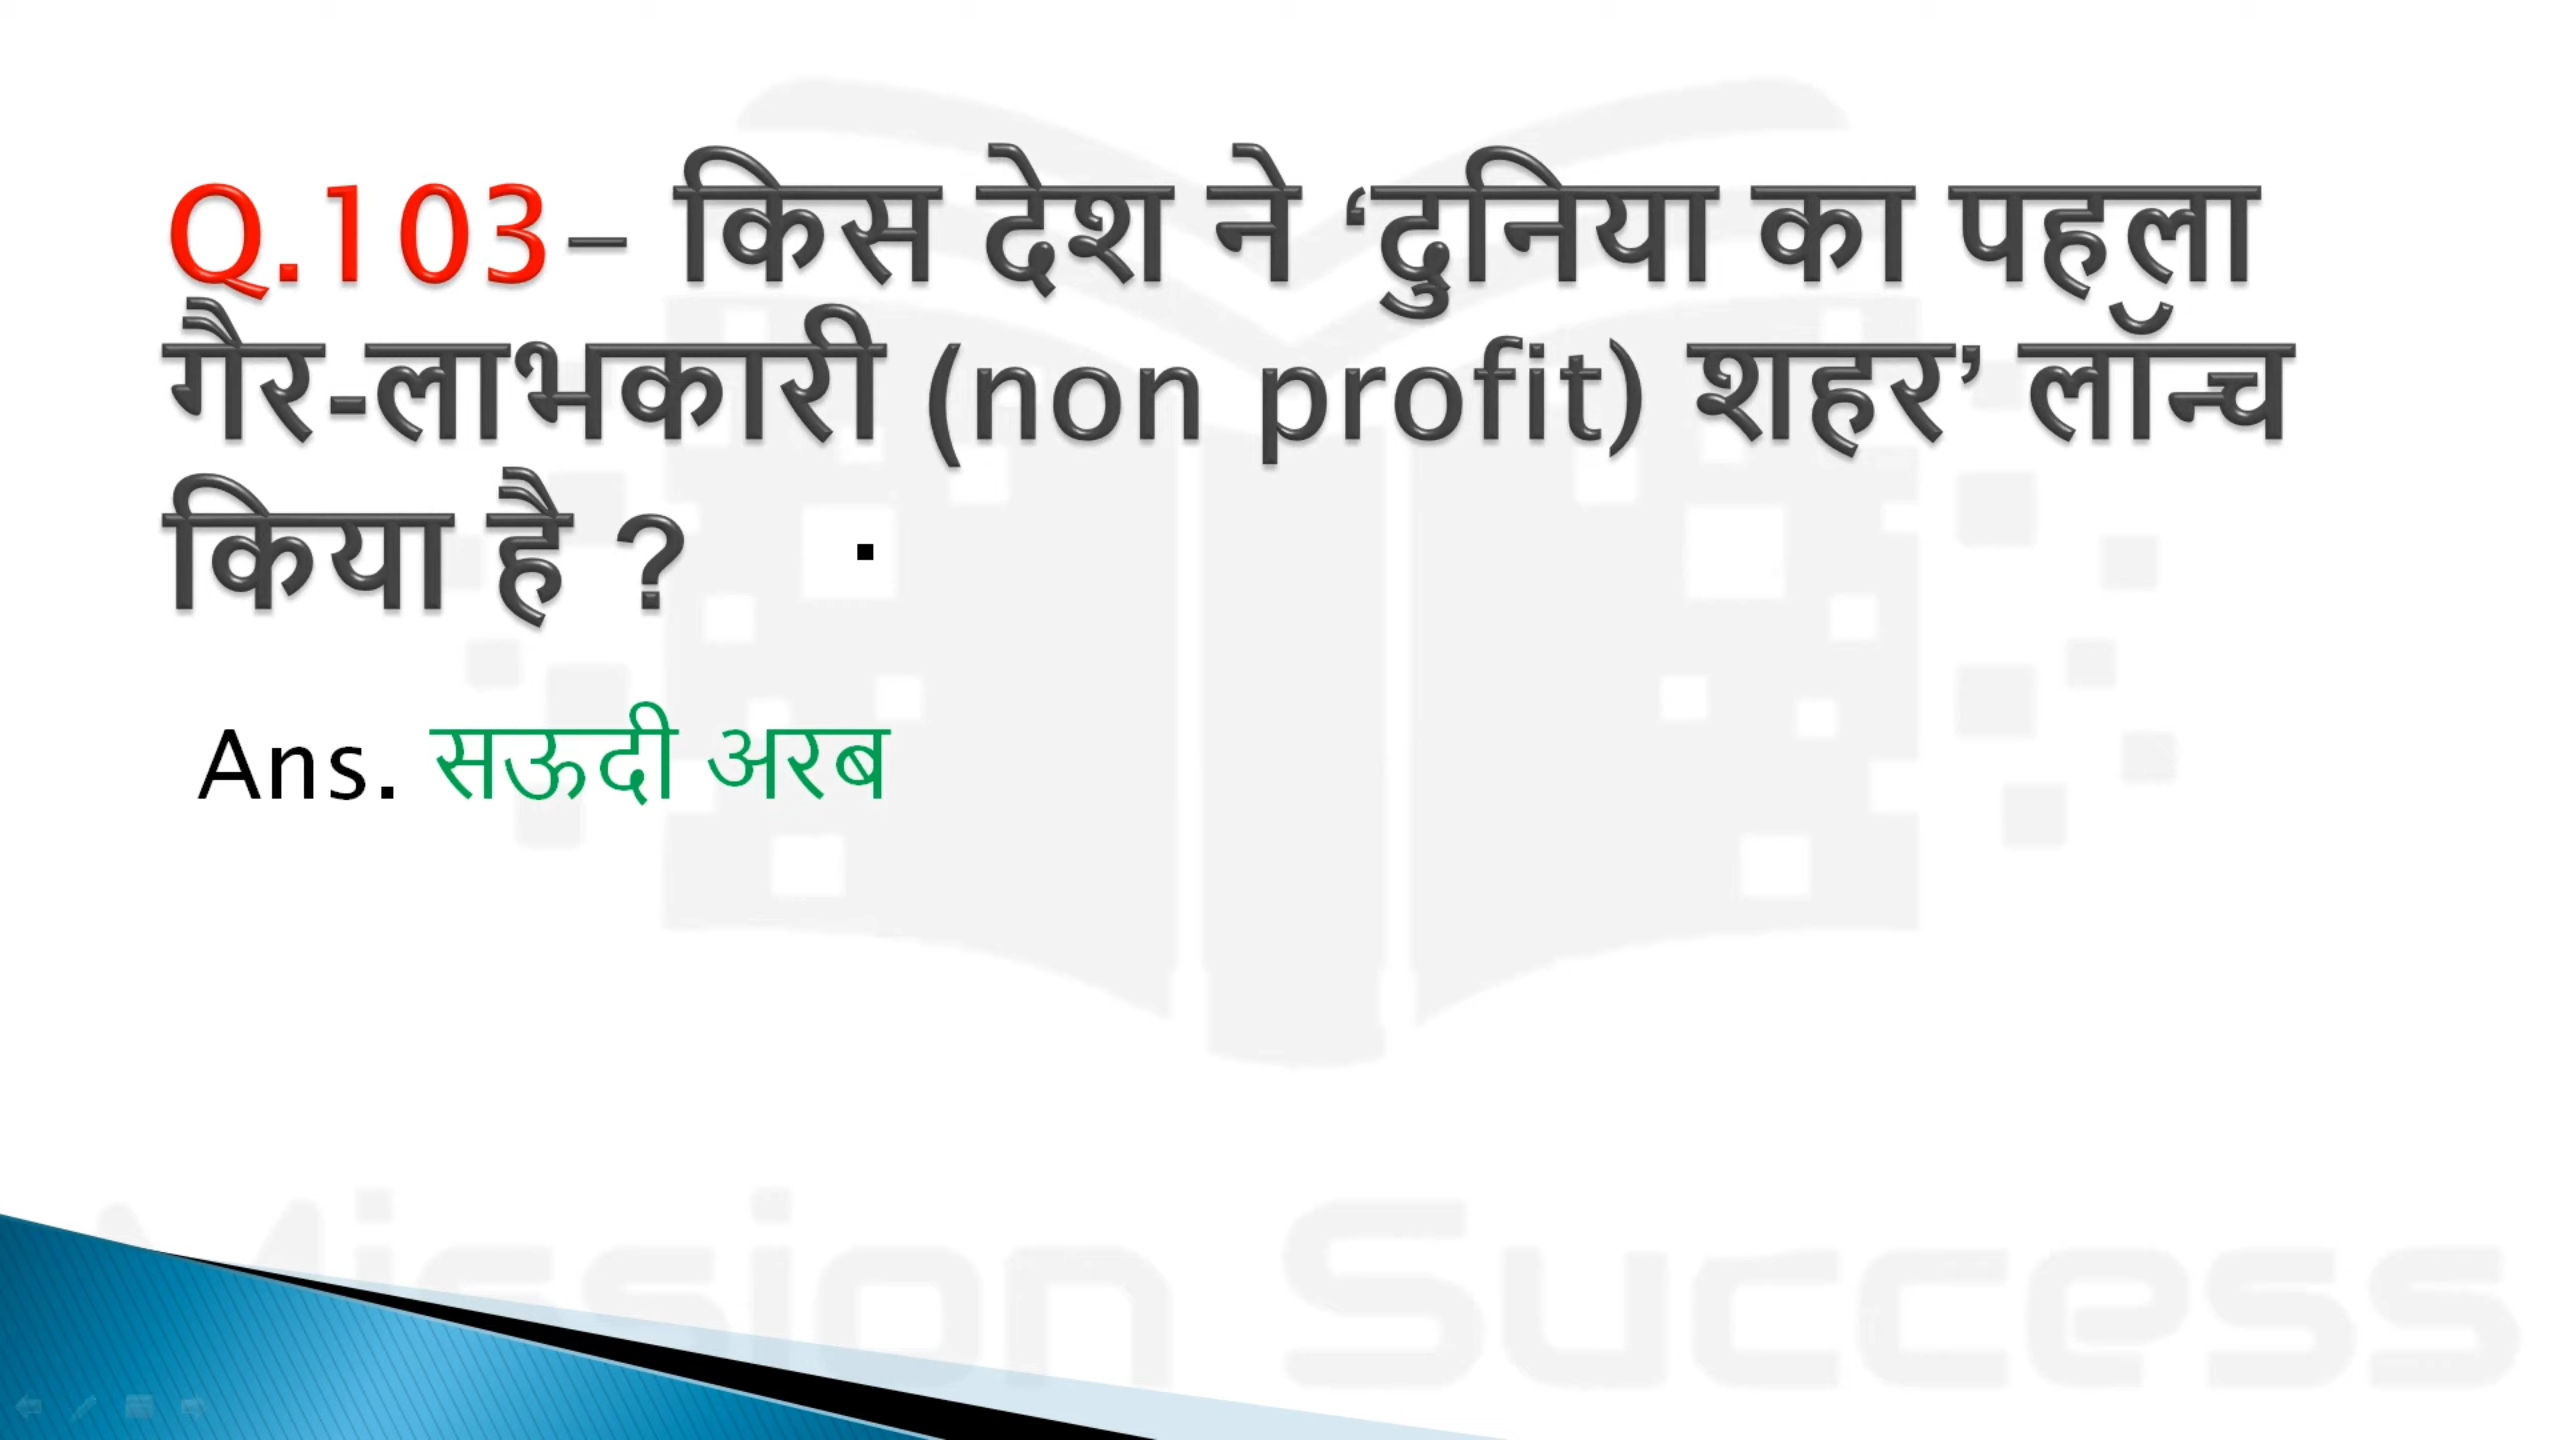 Q.103– किस देश ने ‘दुनिया का पहला
गैर-लाभकारी (non profit) शहर’ लॉन्च
किया है ?
Ans. सऊदी अरब
Mission Success